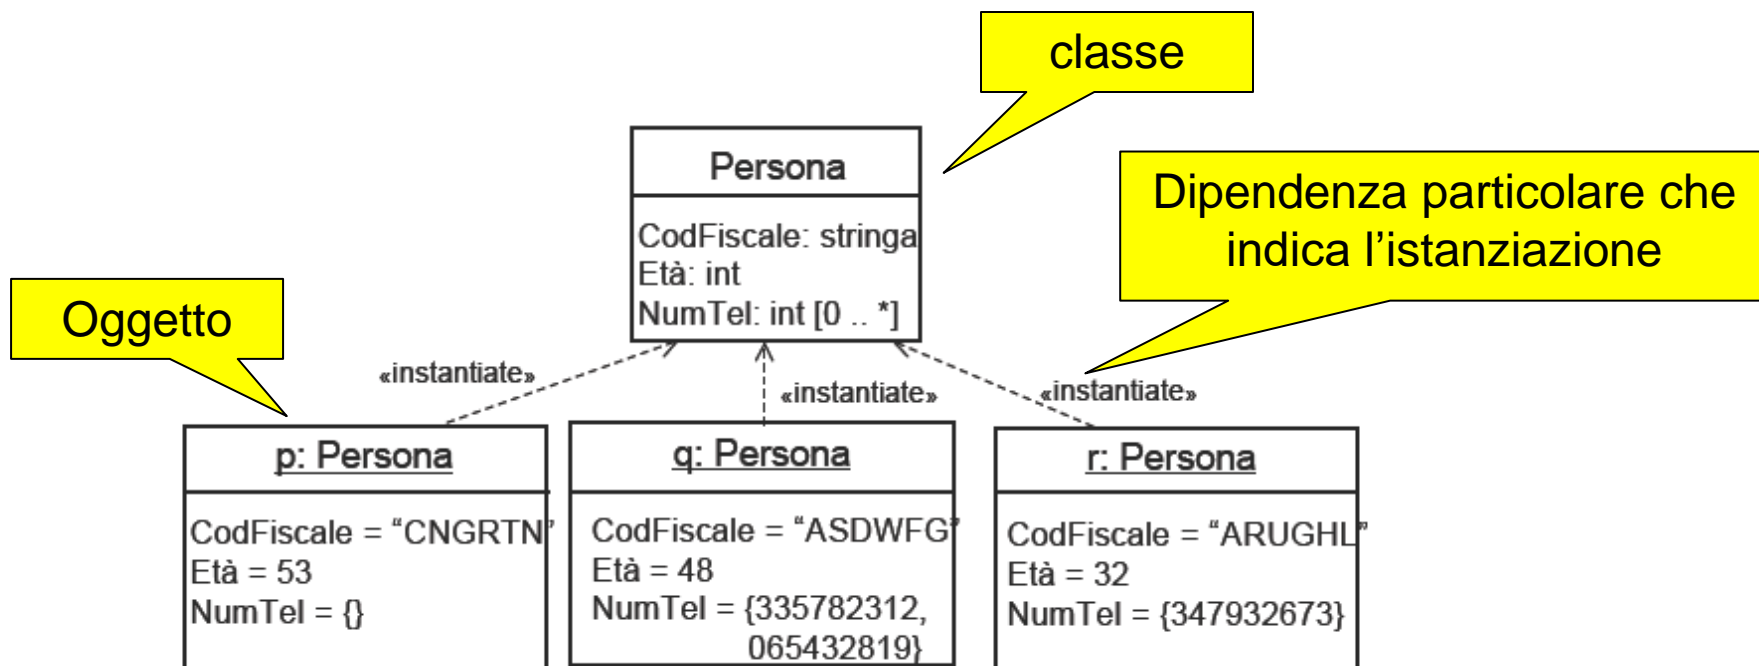 classe
Persona
CodFiscale: stringa
Età: int
NumTel: int [0 .. *]
Dipendenza particolare che
indica l’istanziazione
Oggetto
«instantiate»
«instantiate»
«instantiate»
p: Persona
CodFiscale = “CNGRTN”
Età = 53
NumTel = {}
q: Persona
CodFiscale = “ASDWFG”
Età = 48
NumTel = {335782312,
065432819}
r: Persona
CodFiscale = “ARUGHL”
Età = 32
NumTel = {347932673}